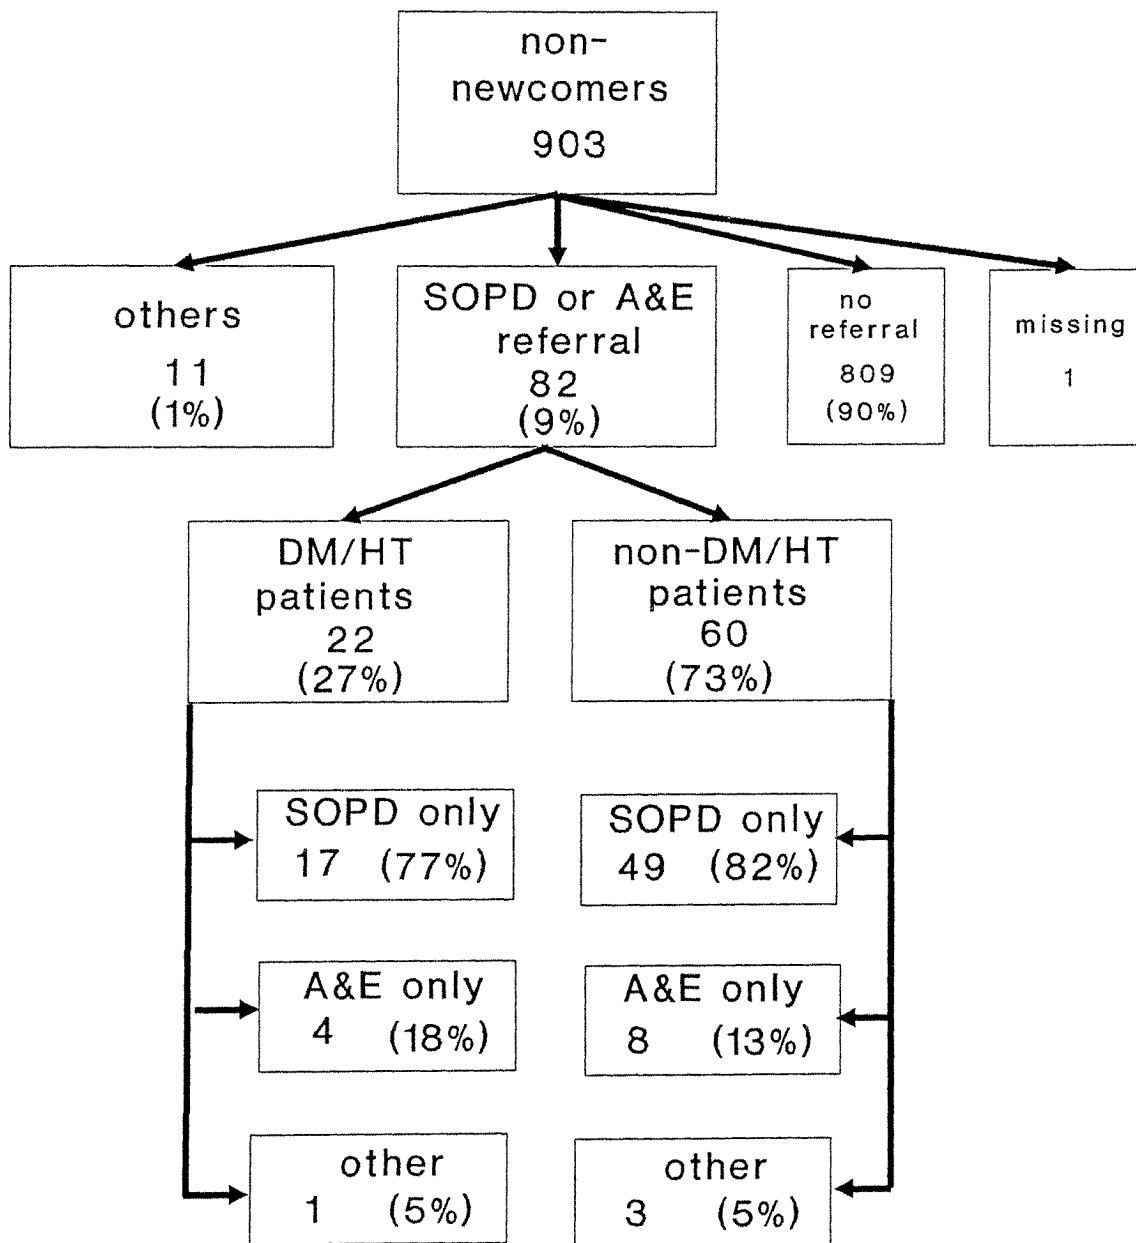 non-
newcomers
903
others
11
(1%)
SOPD or A&E
referral
82
(9%)
no
referral
809
(90%)
missing
1
DM/HT
patients
22
(27%)
non-DM/HT
patients
60
(73%)
SOPD only
17 (77%)
SOPD only
49 (82%)
A&E only
4 (18%)
A&E only
8 (13%)
other
1 (5%)
other
3 (5%)